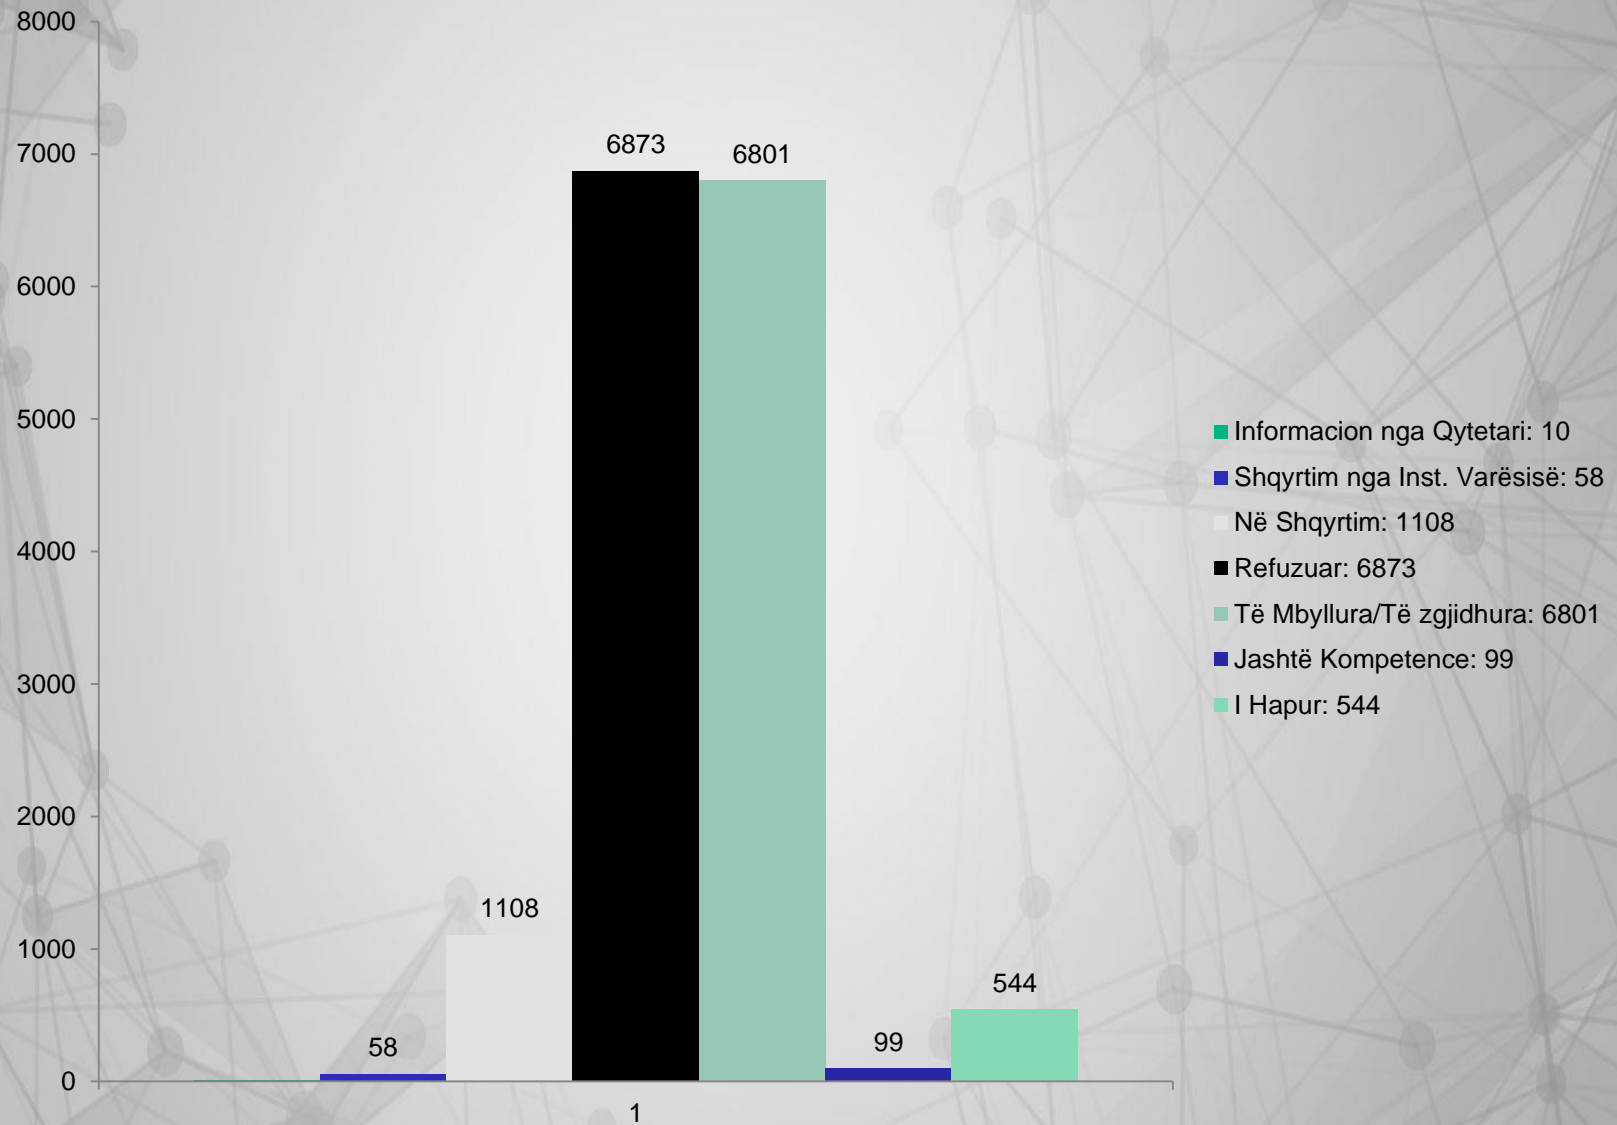 8000
7000
6000
5000
4000
3000
2000
1000
0
58
1108
6873
6801
99
544
1
Informacion nga Qytetari: 10
Shqyrtim nga Inst. Varësisë: 58
Në Shqyrtim: 1108
Refuzuar: 6873
Të Mbyllura/Të zgjidhura: 6801
Jashtë Kompetence: 99
I Hapur: 544